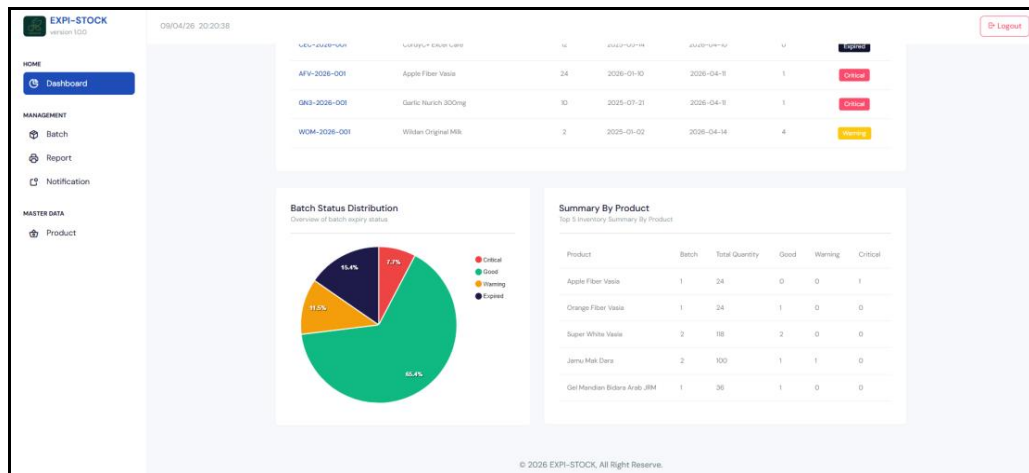 EXPI-STOCK
version 1.0.0
09/04/26 20:20:38
Logout
HOME
Dashboard
MANAGEMENT
Batch
Report
Notification
MASTER DATA
Product
Expired
AFV-2026-001 Apple Fiber Vasia 24 2026-01-10 2026-04-11 1 Critical
GN3-2026-001 Garlic Nurich 300mg 10 2025-07-21 2026-04-11 1 Critical
WOM-2026-001 Wildan Original Milk 2 2025-01-02 2026-04-14 4 Warning
Batch Status Distribution
Overview of batch expiry status
7.7%
15.4%
11.5%
65.4%
Critical
Good
Warning
Expired
Summary By Product
Top 5 Inventory Summary By Product
Product Batch Total Quantity Good Warning Critical
Apple Fiber Vasia 1 24 0 0 1
Orange Fiber Vasia 1 24 1 0 0
Super White Vasia 2 118 2 0 0
Jamu Mak Dara 2 100 1 1 0
Gel Mandian Bidara Arab JRM 1 36 1 0 0
© 2026 EXPI-STOCK, All Right Reserve.